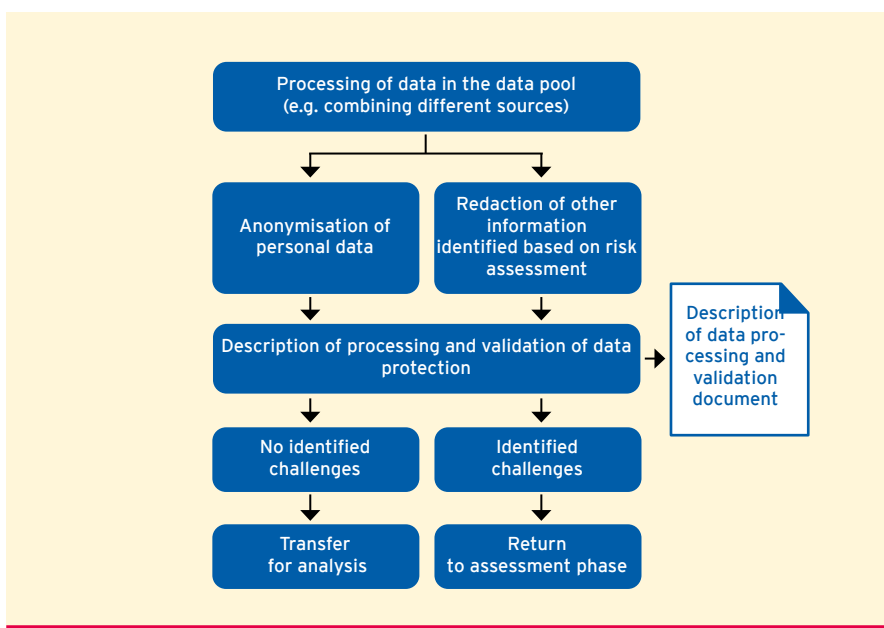 Processing of data in the data pool
(e.g. combining different sources)
Anonymisation of
personal data
Redaction of other
information
identified based on risk
assessment
Description of processing and validation of data
protection
Description
of data pro-
cessing and
validation
document
No identified
challenges
Identified
challenges
Transfer
for analysis
Return
to assessment phase